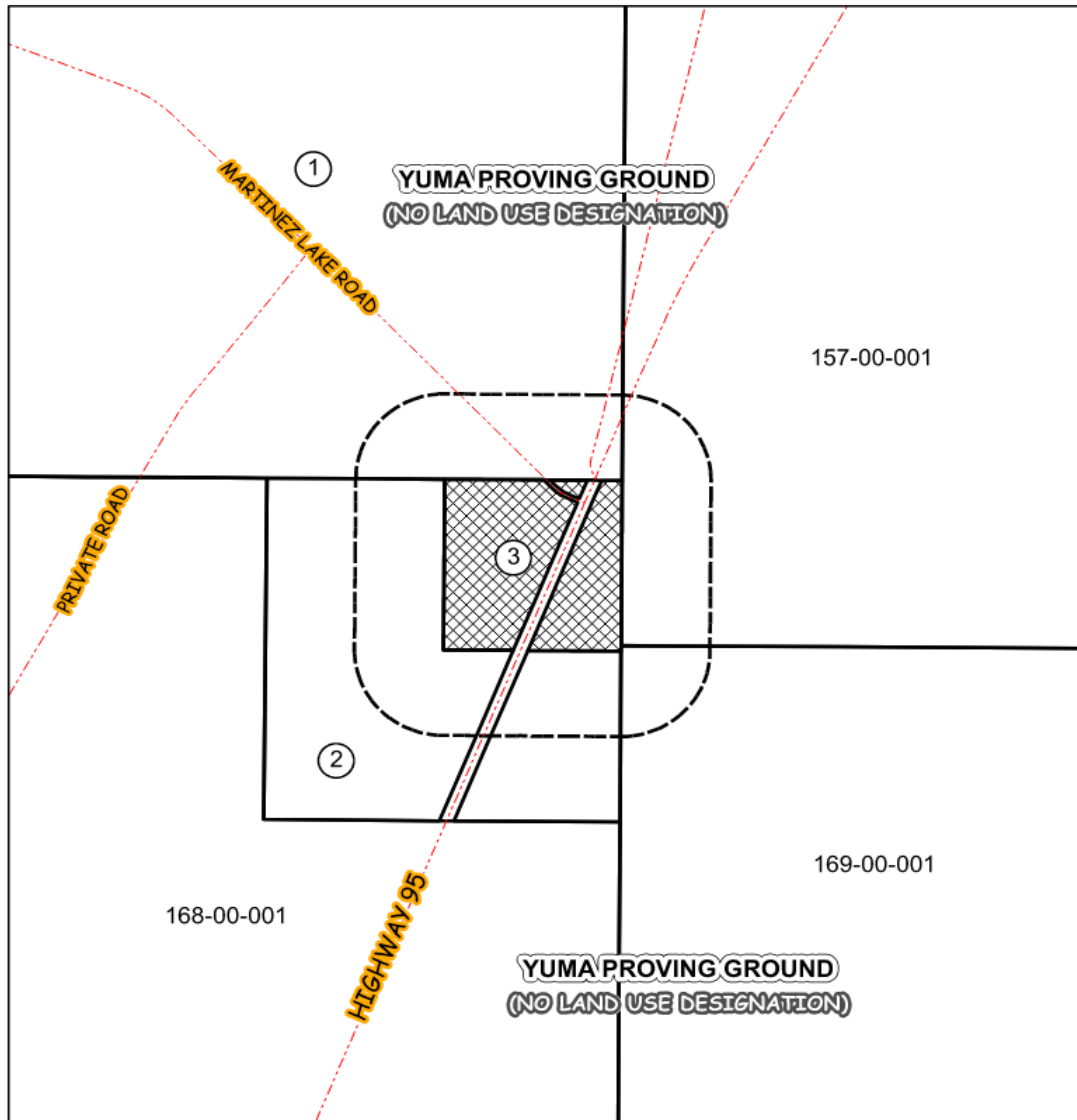 1
YUMA PROVING GROUND
(NO LAND USE DESIGNATION)
MARTINEZ LAKE ROAD
157-00-001
PRIVATE ROAD
3
2
169-00-001
168-00-001
HIGHWAY 95
YUMA PROVING GROUND
(NO LAND USE DESIGNATION)